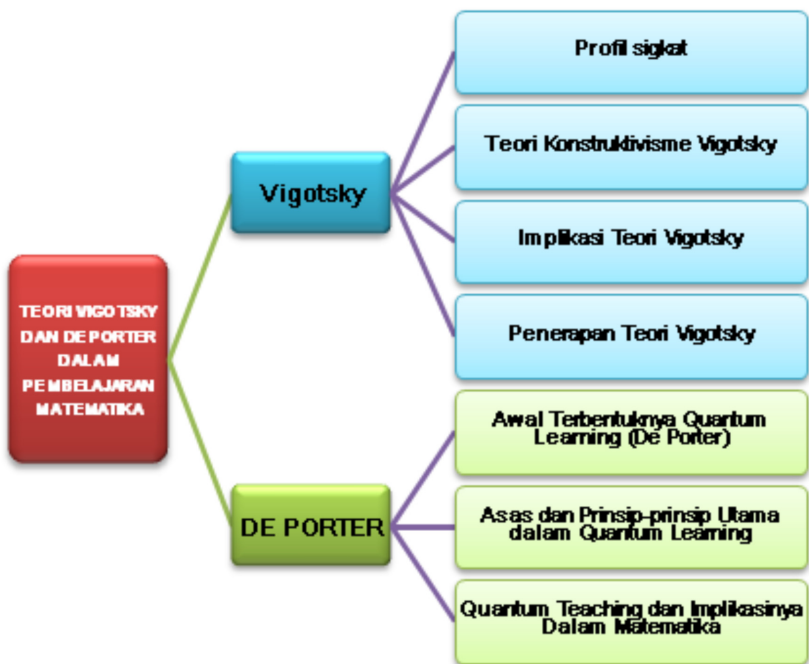 TEORI VIGOTSKY
DAN DE PORTER
DALAM
PEMBELAJARAN
MATEMATIKA
Vigotsky
Profil sigkat
Teori Konstruktivisme Vigotsky
Implikasi Teori Vigotsky
Penerapan Teori Vigotsky
DE PORTER
Awal Terbentuknya Quantum
Learning (De Porter)
Asas dan Prinsip-prinsip Utama
dalam Quantum Learning
Quantum Teaching dan Implikasinya
Dalam Matematika